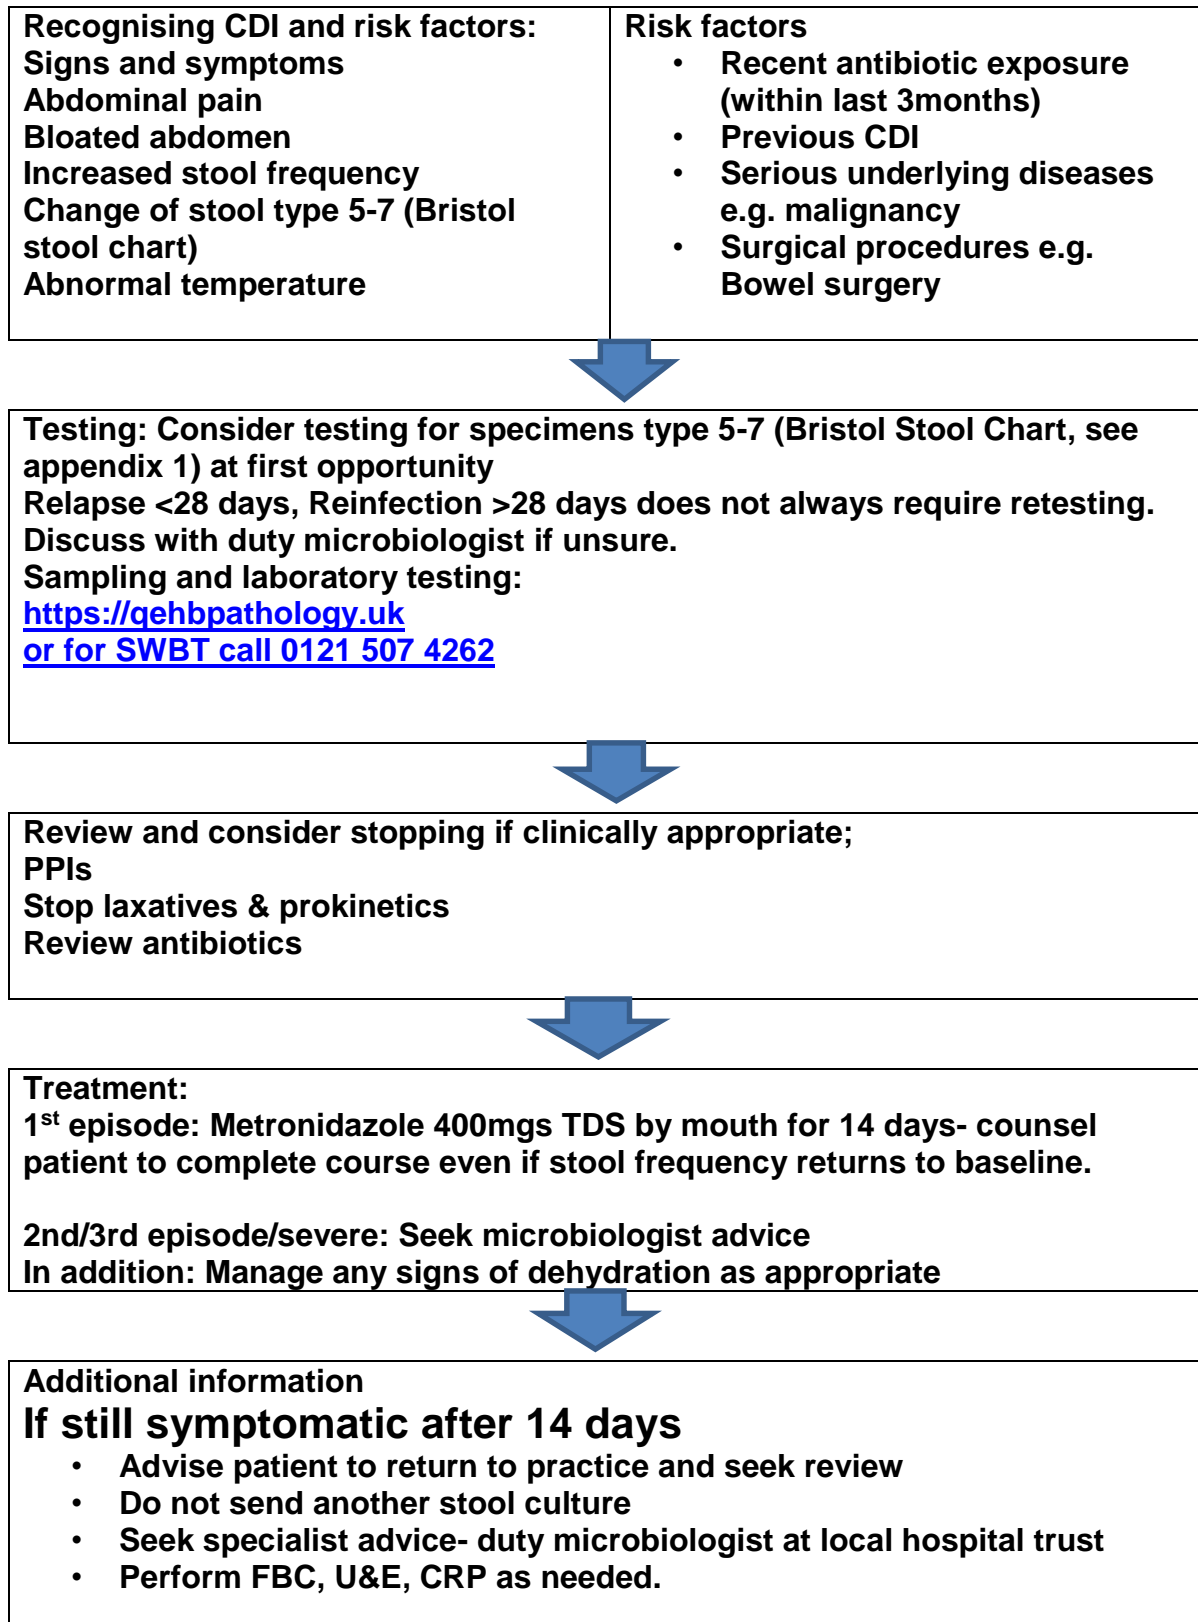 Recognising CDI and risk factors:
Signs and symptoms
Abdominal pain
Bloated abdomen
Increased stool frequency
Change of stool type 5-7 (Bristol
stool chart)
Abnormal temperature
Risk factors
• Recent antibiotic exposure
(within last 3months)
• Previous CDI
• Serious underlying diseases
e.g. malignancy
• Surgical procedures e.g.
Bowel surgery
Testing: Consider testing for specimens type 5-7 (Bristol Stool Chart, see
appendix 1) at first opportunity
Relapse <28 days, Reinfection >28 days does not always require retesting.
Discuss with duty microbiologist if unsure.
Sampling and laboratory testing:
https://qehbpathology.uk
or for SWBT call 0121 507 4262
Review and consider stopping if clinically appropriate;
PPIs
Stop laxatives & prokinetics
Review antibiotics
Treatment:
1st episode: Metronidazole 400mgs TDS by mouth for 14 days- counsel
patient to complete course even if stool frequency returns to baseline.
2nd/3rd episode/severe: Seek microbiologist advice
In addition: Manage any signs of dehydration as appropriate
Additional information
If still symptomatic after 14 days
• Advise patient to return to practice and seek review
• Do not send another stool culture
• Seek specialist advice- duty microbiologist at local hospital trust
• Perform FBC, U&E, CRP as needed.